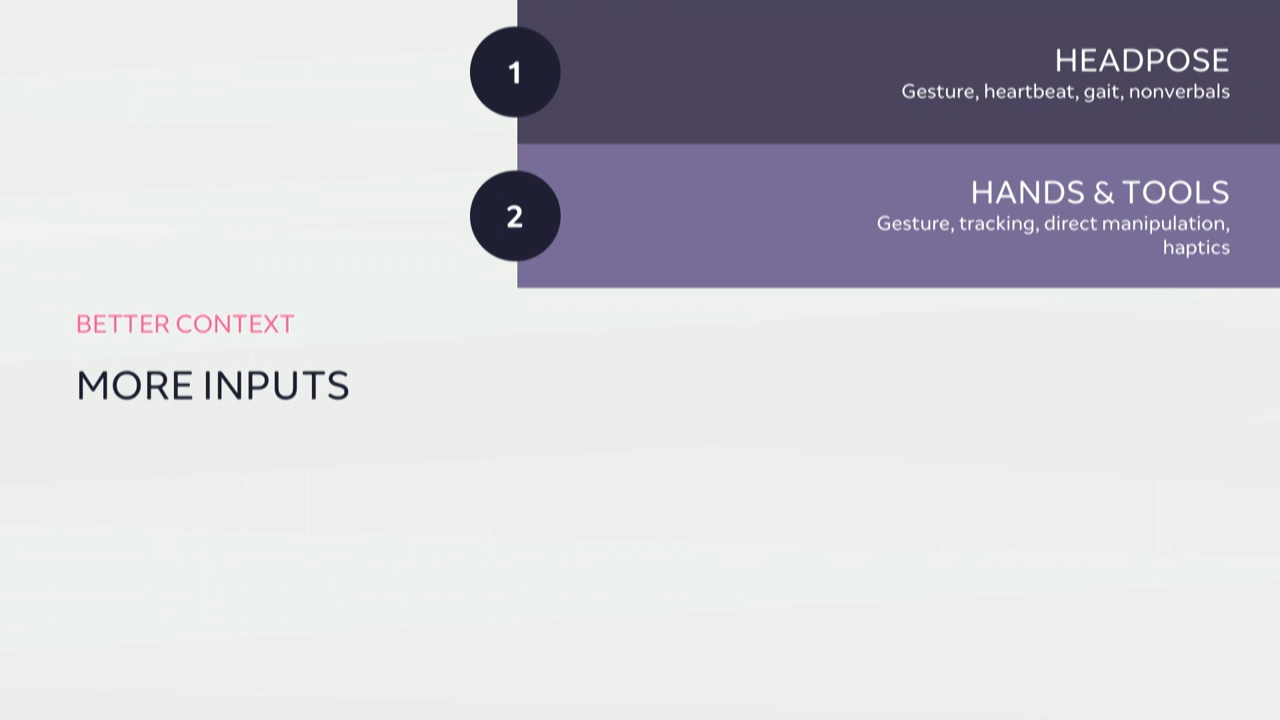 1
HEADPOSE
Gesture, heartbeat, gait, nonverbals
2
HANDS & TOOLS
Gesture, tracking, direct manipulation,
haptics
BETTER CONTEXT
MORE INPUTS